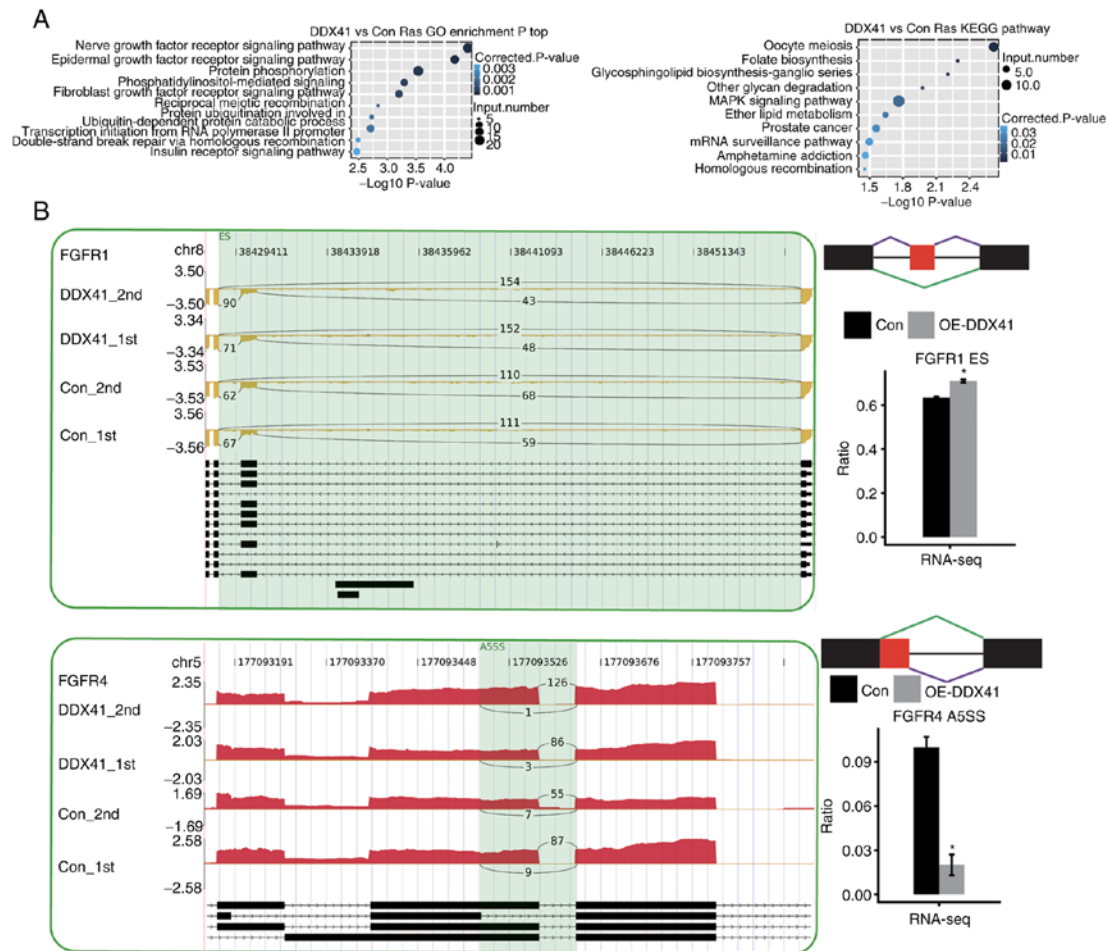 A
DDX41 vs Con Ras GO enrichment P top
Nerve growth factor receptor signaling pathway
Epidermal growth factor receptor signaling pathway
Protein phosphorylation
Phosphatidylinositol-mediated signaling
Fibroblast growth factor receptor signaling pathway
Reciprocal meiotic recombination
Protein ubiquitination involved in
Ubiquitin-dependent protein catabolic process
Transcription initiation from RNA polymerase II promoter
Double-strand break repair via homologous recombination
Insulin receptor signaling pathway
2.5 3.0 3.5 4.0
−Log10 P-value
Corrected.P-value
0.003
0.002
0.001
Input.number
5
10
15
20
DDX41 vs Con Ras KEGG pathway
Oocyte meiosis
Folate biosynthesis
Glycosphingolipid biosynthesis-ganglio series
Other glycan degradation
MAPK signaling pathway
Ether lipid metabolism
Prostate cancer
mRNA surveillance pathway
Amphetamine addiction
Homologous recombination
1.5 1.8 2.1 2.4
−Log10 P-value
Input.number
5.0
10.0
Corrected.P-value
0.03
0.02
0.01
B
ES
FGFR1 chr8 38429411 38433918 38435962 38441093 38446223 38451343
3.50
DDX41_2nd
−3.50
90 154 43
3.34
DDX41_1st
−3.34
71 152 48
3.53
Con_2nd
−3.53
62 110 68
3.56
Con_1st
−3.56
67 111 59
Con OE-DDX41
FGFR1 ES
*
Ratio
0.6
0.4
0.2
0.0
RNA-seq
A5SS
chr5 177093191 177093370 177093448 177093526 177093676 177093757
FGFR4
2.35
DDX41_2nd
−2.35
126
1
2.03
DDX41_1st
−2.03
86
3
1.69
Con_2nd
−1.69
55
7
2.58
Con_1st
−2.58
87
9
Con OE-DDX41
FGFR4 A5SS
*
Ratio
0.09
0.06
0.03
0.00
RNA-seq